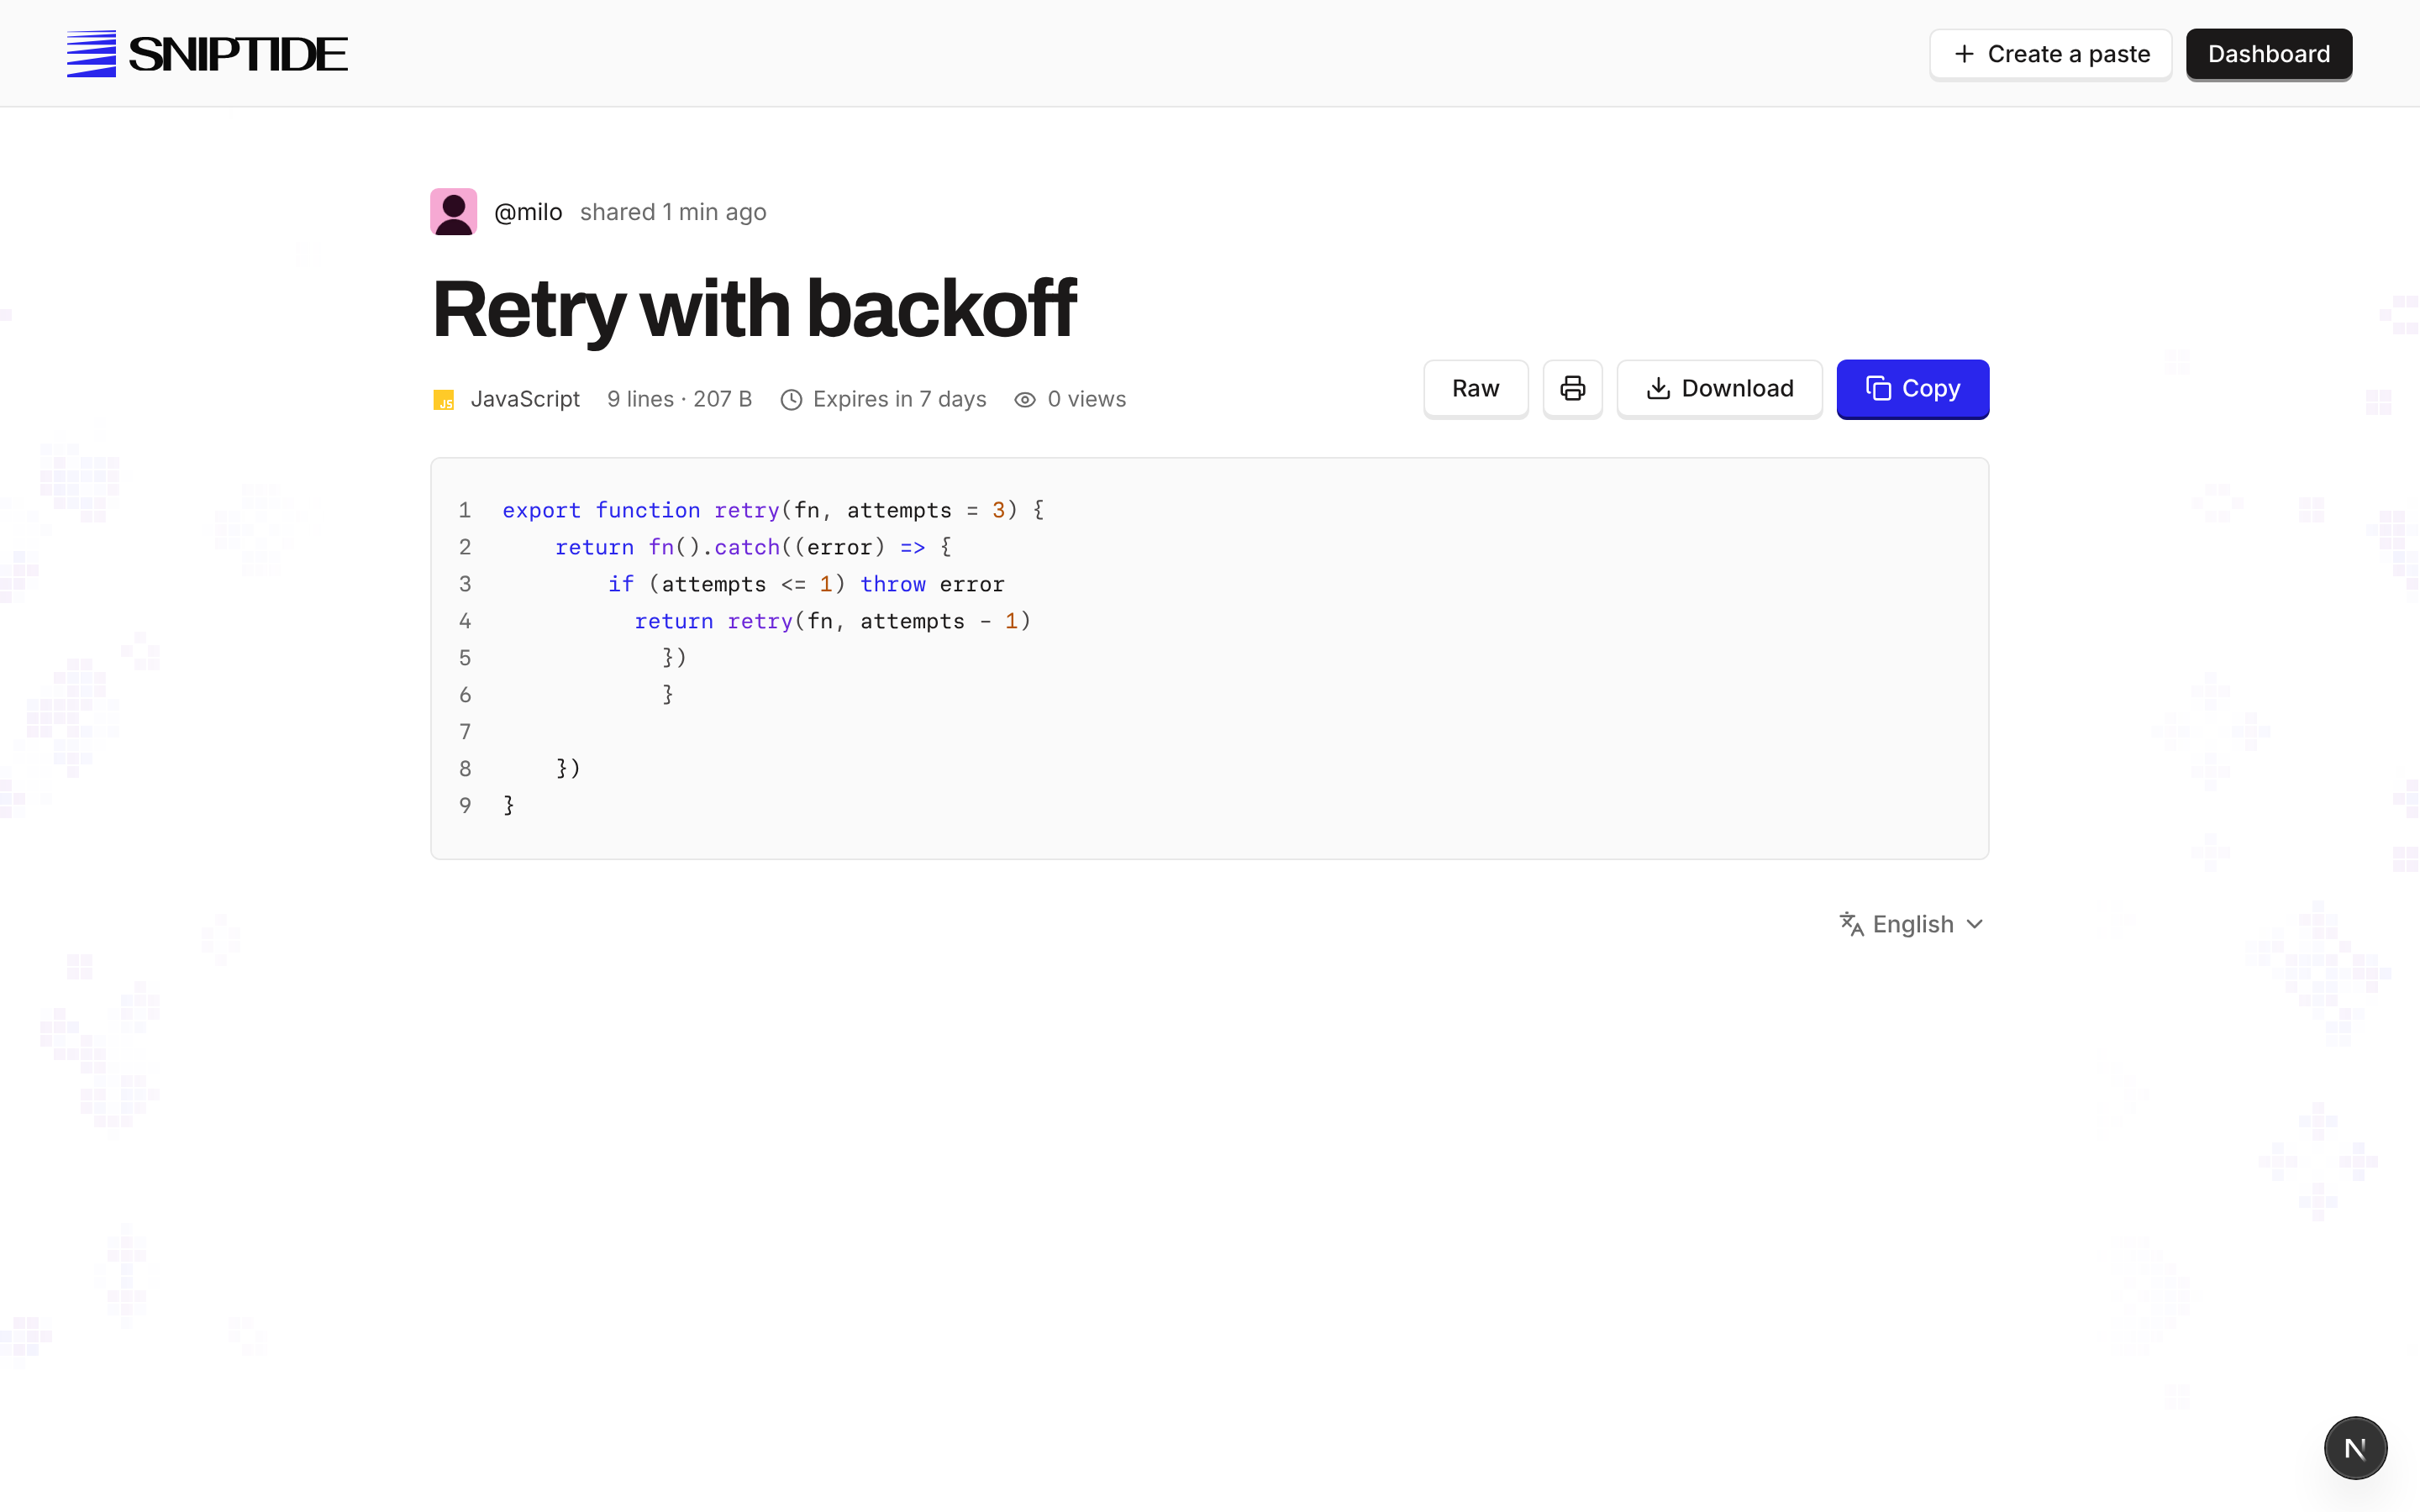 SNIPTIDE
Create a paste
Dashboard
@milo shared 1 min ago
Retry with backoff
JS JavaScript 9 lines · 207 B Expires in 7 days 0 views
Raw
Download
Copy
1 export function retry(fn, attempts = 3) {
2     return fn().catch((error) => {
3         if (attempts <= 1) throw error
4           return retry(fn, attempts - 1)
5             })
6             }
7
8     })
9 }
English
N